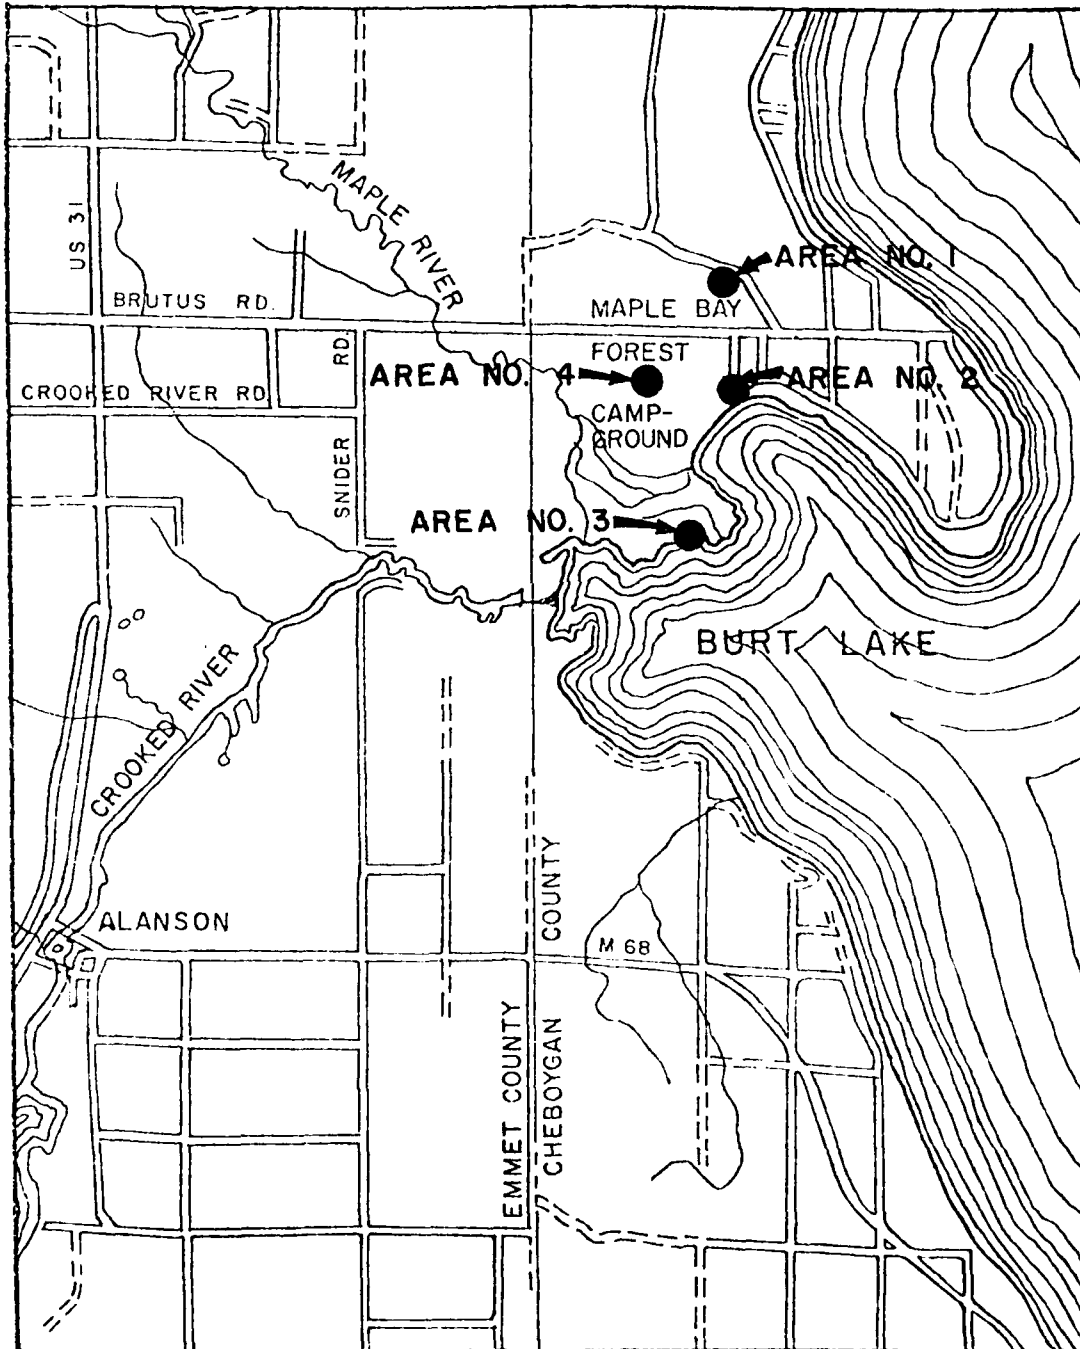 MAPLE RIVER
US 31
AREA NO. 1
BRUTUS RD.
MAPLE BAY
FOREST
CAMP-
GROUND
RD.
SNIDER
AREA NO. 4
AREA NO. 2
CROOKED RIVER RD
AREA NO. 3
BURT LAKE
CROOKED RIVER
ALANSON
COUNTY
M 68
EMMET COUNTY
CHEBOYGAN